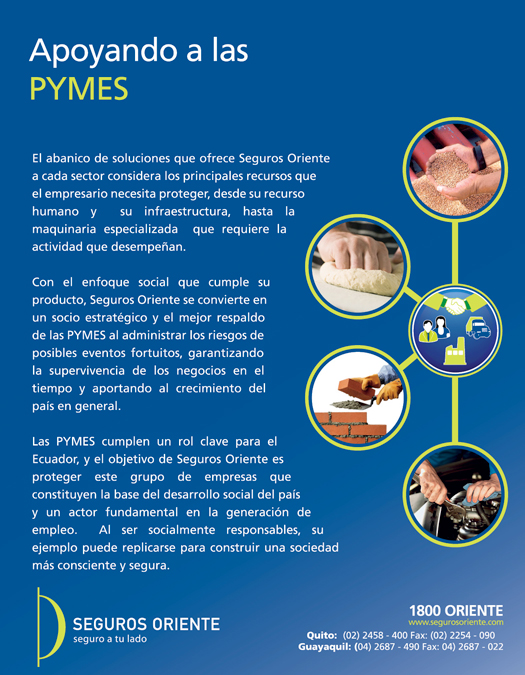 Apoyando a las
PYMES
El abanico de soluciones que ofrece Seguros Oriente
a cada sector considera los principales recursos que
el empresario necesita proteger, desde su recurso
humano y su infraestructura, hasta la
maquinaria especializada que requiere la
actividad que desempeñan.
Con el enfoque social que cumple su
producto, Seguros Oriente se convierte en
un socio estratégico y el mejor respaldo
de las PYMES al administrar los riesgos de
posibles eventos fortuitos, garantizando
la supervivencia de los negocios en el
tiempo y aportando al crecimiento del
país en general.
Las PYMES cumplen un rol clave para el
Ecuador, y el objetivo de Seguros Oriente es
proteger este grupo de empresas que
constituyen la base del desarrollo social del país
y un actor fundamental en la generación de
empleo. Al ser socialmente responsables, su
ejemplo puede replicarse para construir una sociedad
más consciente y segura.
SEGUROS ORIENTE
seguro a tu lado
1800 ORIENTE
www.segurosoriente.com
Quito: (02) 2458 - 400 Fax: (02) 2254 - 090
Guayaquil: (04) 2687 - 490 Fax: 04) 2687 - 022